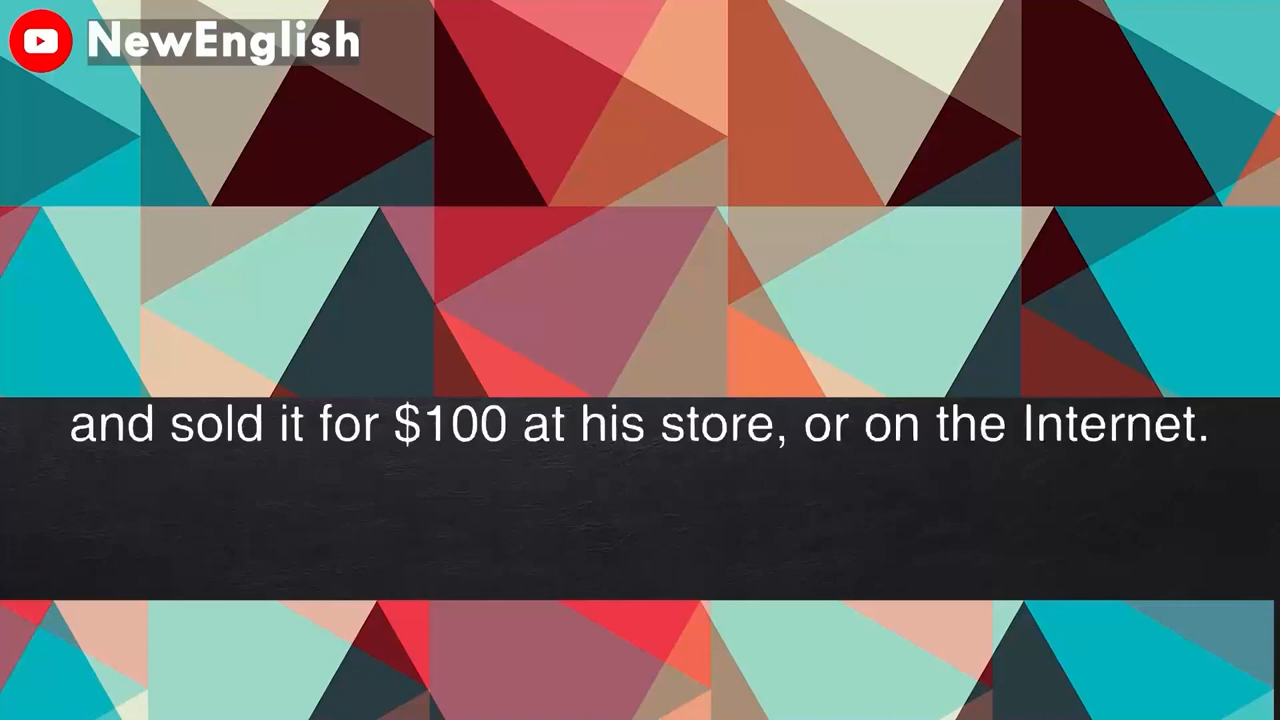 NewEnglish
and sold it for $100 at his store, or on the Internet.